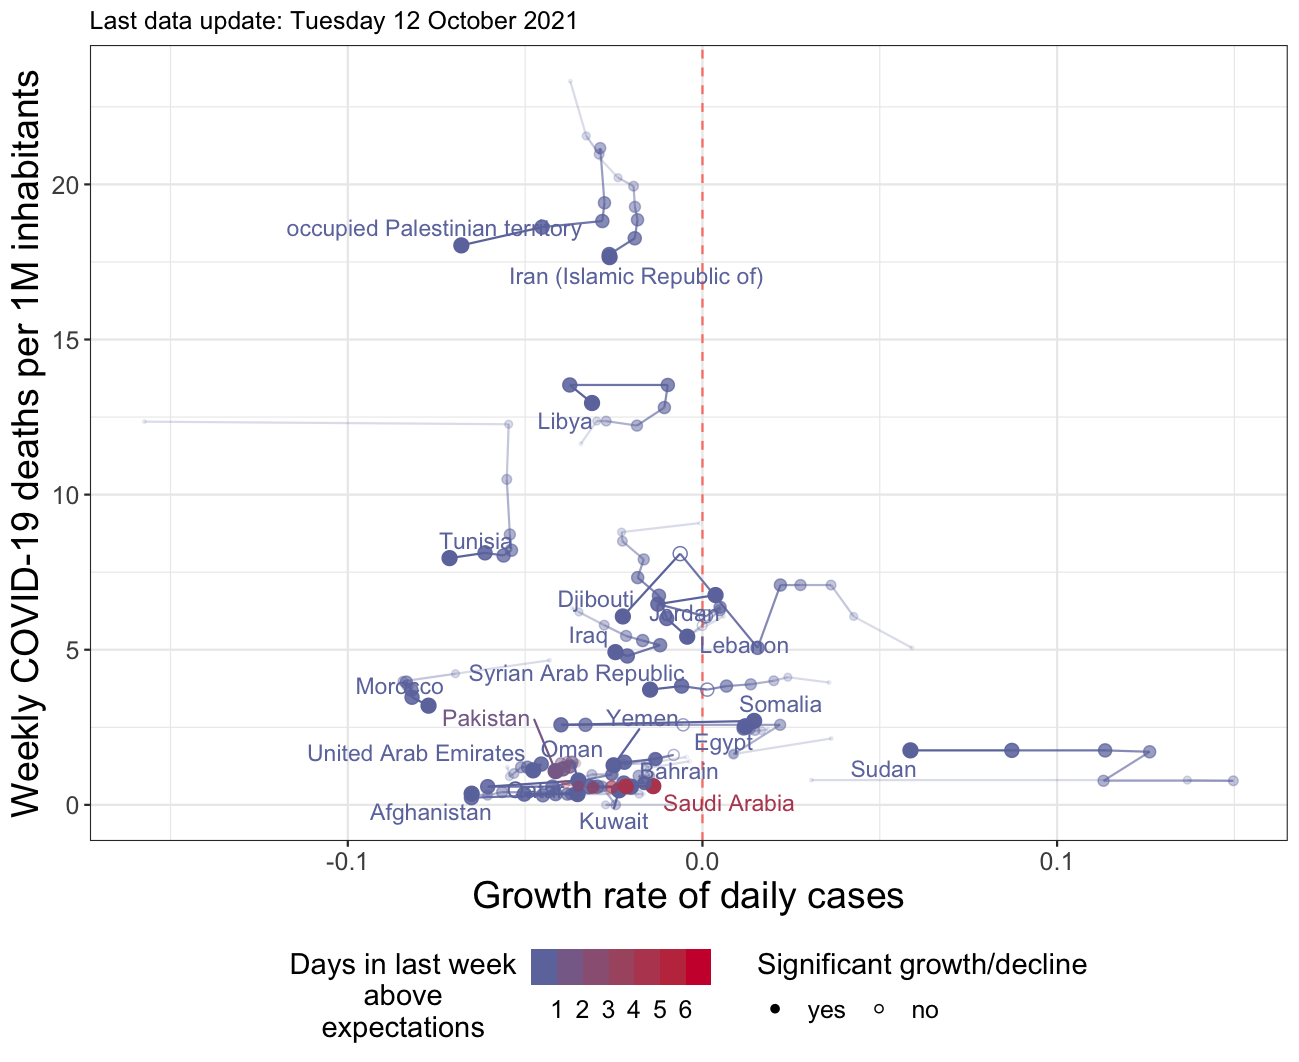 Last data update: Tuesday 12 October 2021
Weekly COVID-19 deaths per 1M inhabitants
20
15
10
5
0
occupied Palestinian territory
Iran (Islamic Republic of)
Libya
Tunisia
Djibouti
Jordan
Iraq
Lebanon
Syrian Arab Republic
Morocco
Somalia
Pakistan
Yemen
Egypt
United Arab Emirates
Oman
Sudan
Bahrain
Saudi Arabia
Afghanistan
Kuwait
-0.1
0.0
0.1
Growth rate of daily cases
Days in last week
above
expectations
1 2 3 4 5 6
Significant growth/decline
yes
no